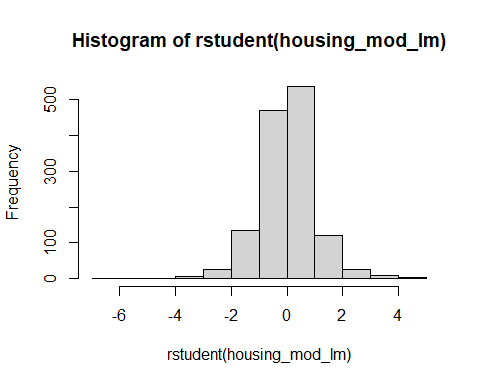 Histogram of rstudent(housing_mod_lm)
Frequency
500
300
100
0
-6 -4 -2 0 2 4
rstudent(housing_mod_lm)